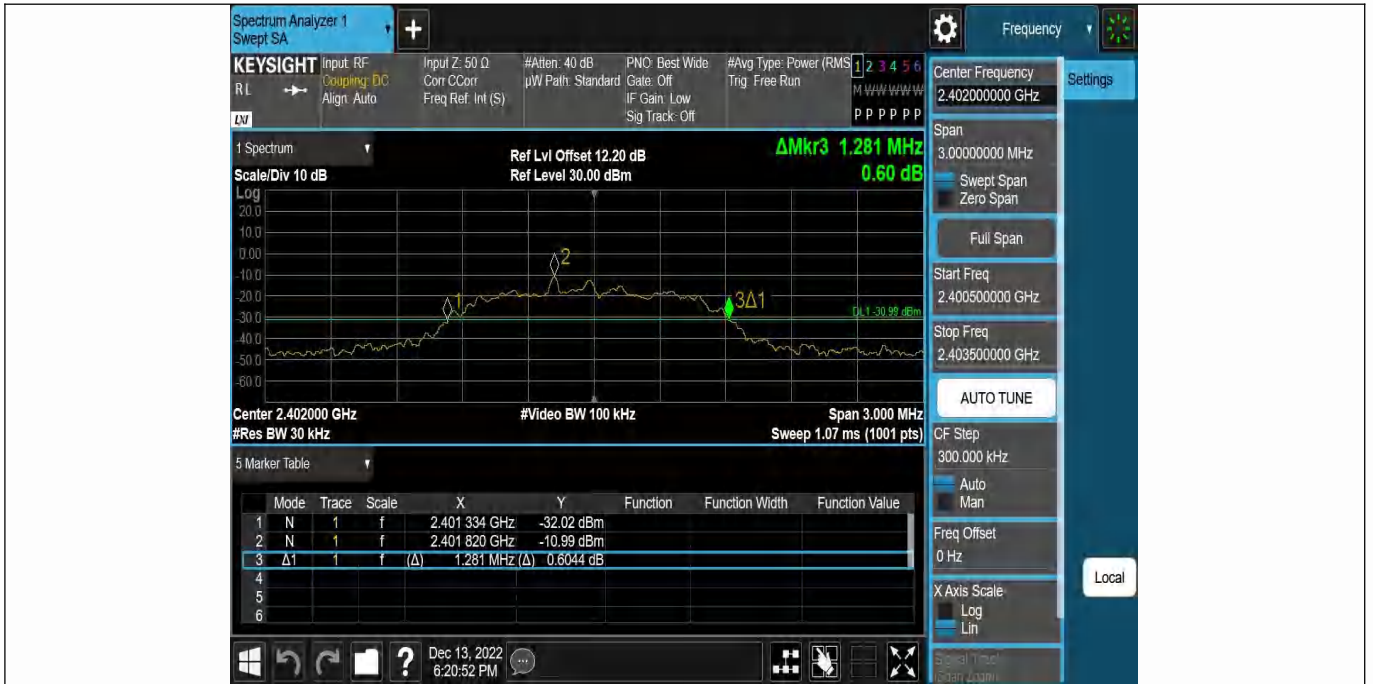 Spectrum Analyzer 1
Swept SA
+
Frequency
KEYSIGHT
RL
LXI
Input: RF
Coupling: DC
Align: Auto
Input Z: 50 Ω
Corr CCorr
Freq Ref: Int (S)
#Atten: 40 dB
µW Path: Standard
PNO: Best Wide
Gate: Off
IF Gain: Low
Sig Track: Off
#Avg Type: Power (RMS
Trig: Free Run
1 2 3 4 5 6
M W W W W W
P P P P P P
Center Frequency
2.402000000 GHz
Settings
Span
3.00000000 MHz
Swept Span
Zero Span
Full Span
Start Freq
2.400500000 GHz
Stop Freq
2.403500000 GHz
AUTO TUNE
CF Step
300.000 kHz
Auto
Man
Freq Offset
0 Hz
X Axis Scale
Log
Lin
Local
1 Spectrum
Scale/Div 10 dB
Ref Lvl Offset 12.20 dB
Ref Level 30.00 dBm
ΔMkr3 1.281 MHz
0.60 dB
Log
20.0
10.0
0.00
-10.0
-20.0
-30.0
-40.0
-50.0
-60.0
1
2
3Δ1
DL1 -30.99 dBm
Center 2.402000 GHz
#Video BW 100 kHz
Span 3.000 MHz
#Res BW 30 kHz
Sweep 1.07 ms (1001 pts)
5 Marker Table
Mode Trace Scale X Y Function Function Width Function Value
1 N 1 f 2.401 334 GHz -32.02 dBm
2 N 1 f 2.401 820 GHz -10.99 dBm
3 Δ1 1 f (Δ) 1.281 MHz (Δ) 0.6044 dB
4
5
6
?
Dec 13, 2022
6:20:52 PM